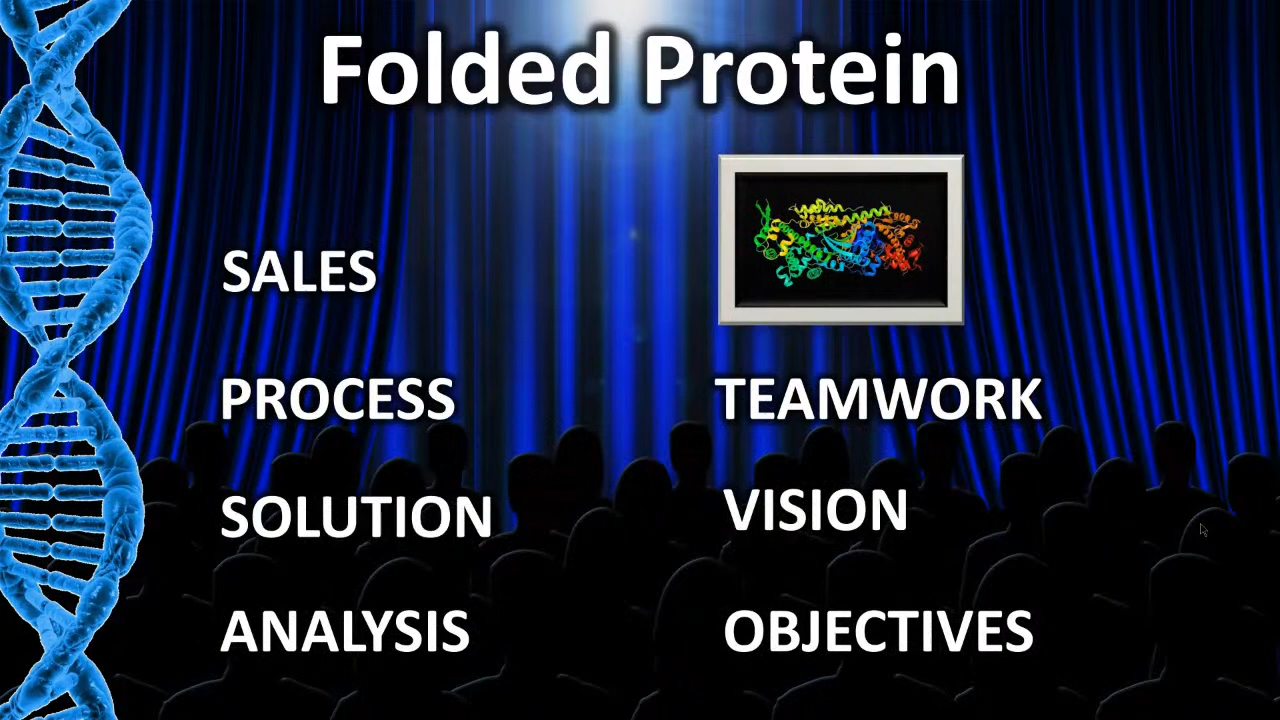 Folded Protein
SALES
PROCESS
TEAMWORK
SOLUTION
VISION
ANALYSIS
OBJECTIVES